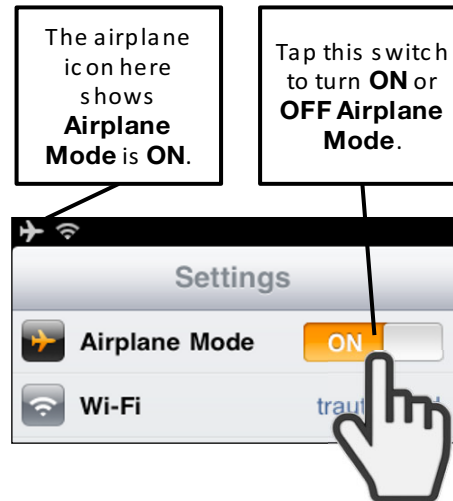 The airplane
icon here
shows
Airplane
Mode is ON.
Tap this switch
to turn ON or
OFF Airplane
Mode.
Settings
Airplane Mode ON
Wi-Fi